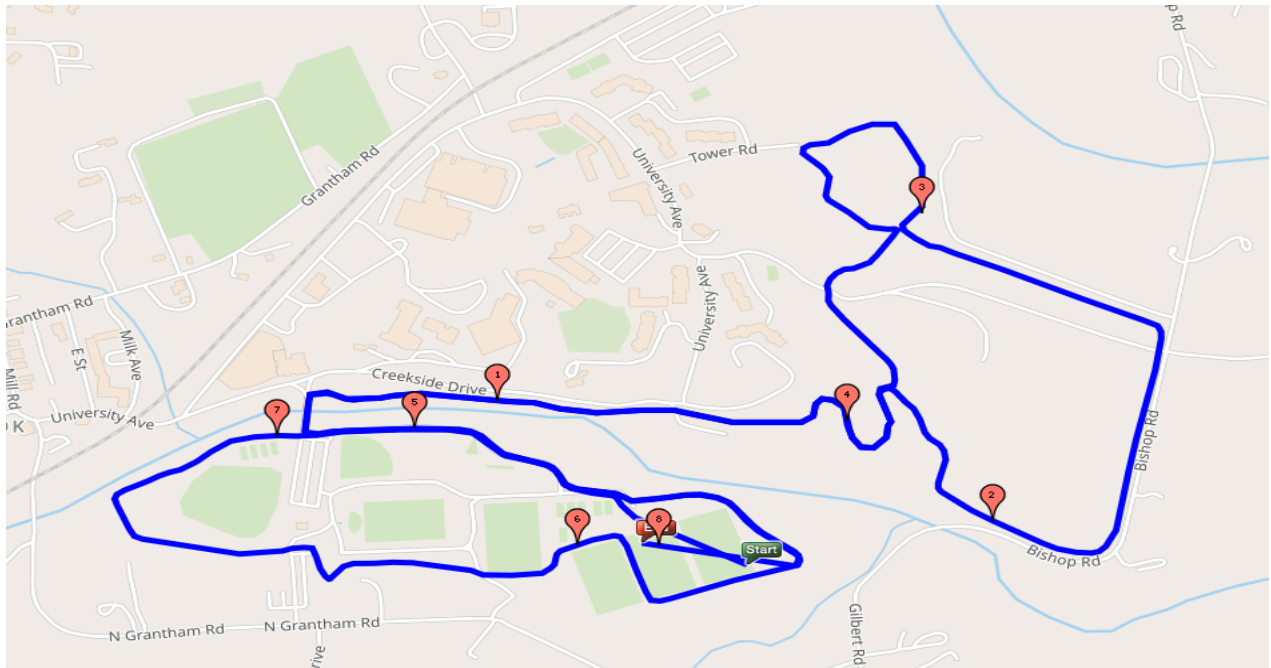 p Rd
Grantham Rd
University Ave
Tower Rd
3
Grantham Rd
Milk Ave
E St
Mill Rd
University Ave
Creekside Drive
1
4
5
7
University Ave
O K
Bishop Rd
2
6
8
Start
Bishop Rd
N Grantham Rd
N Grantham Rd
Gilbert Rd
rive